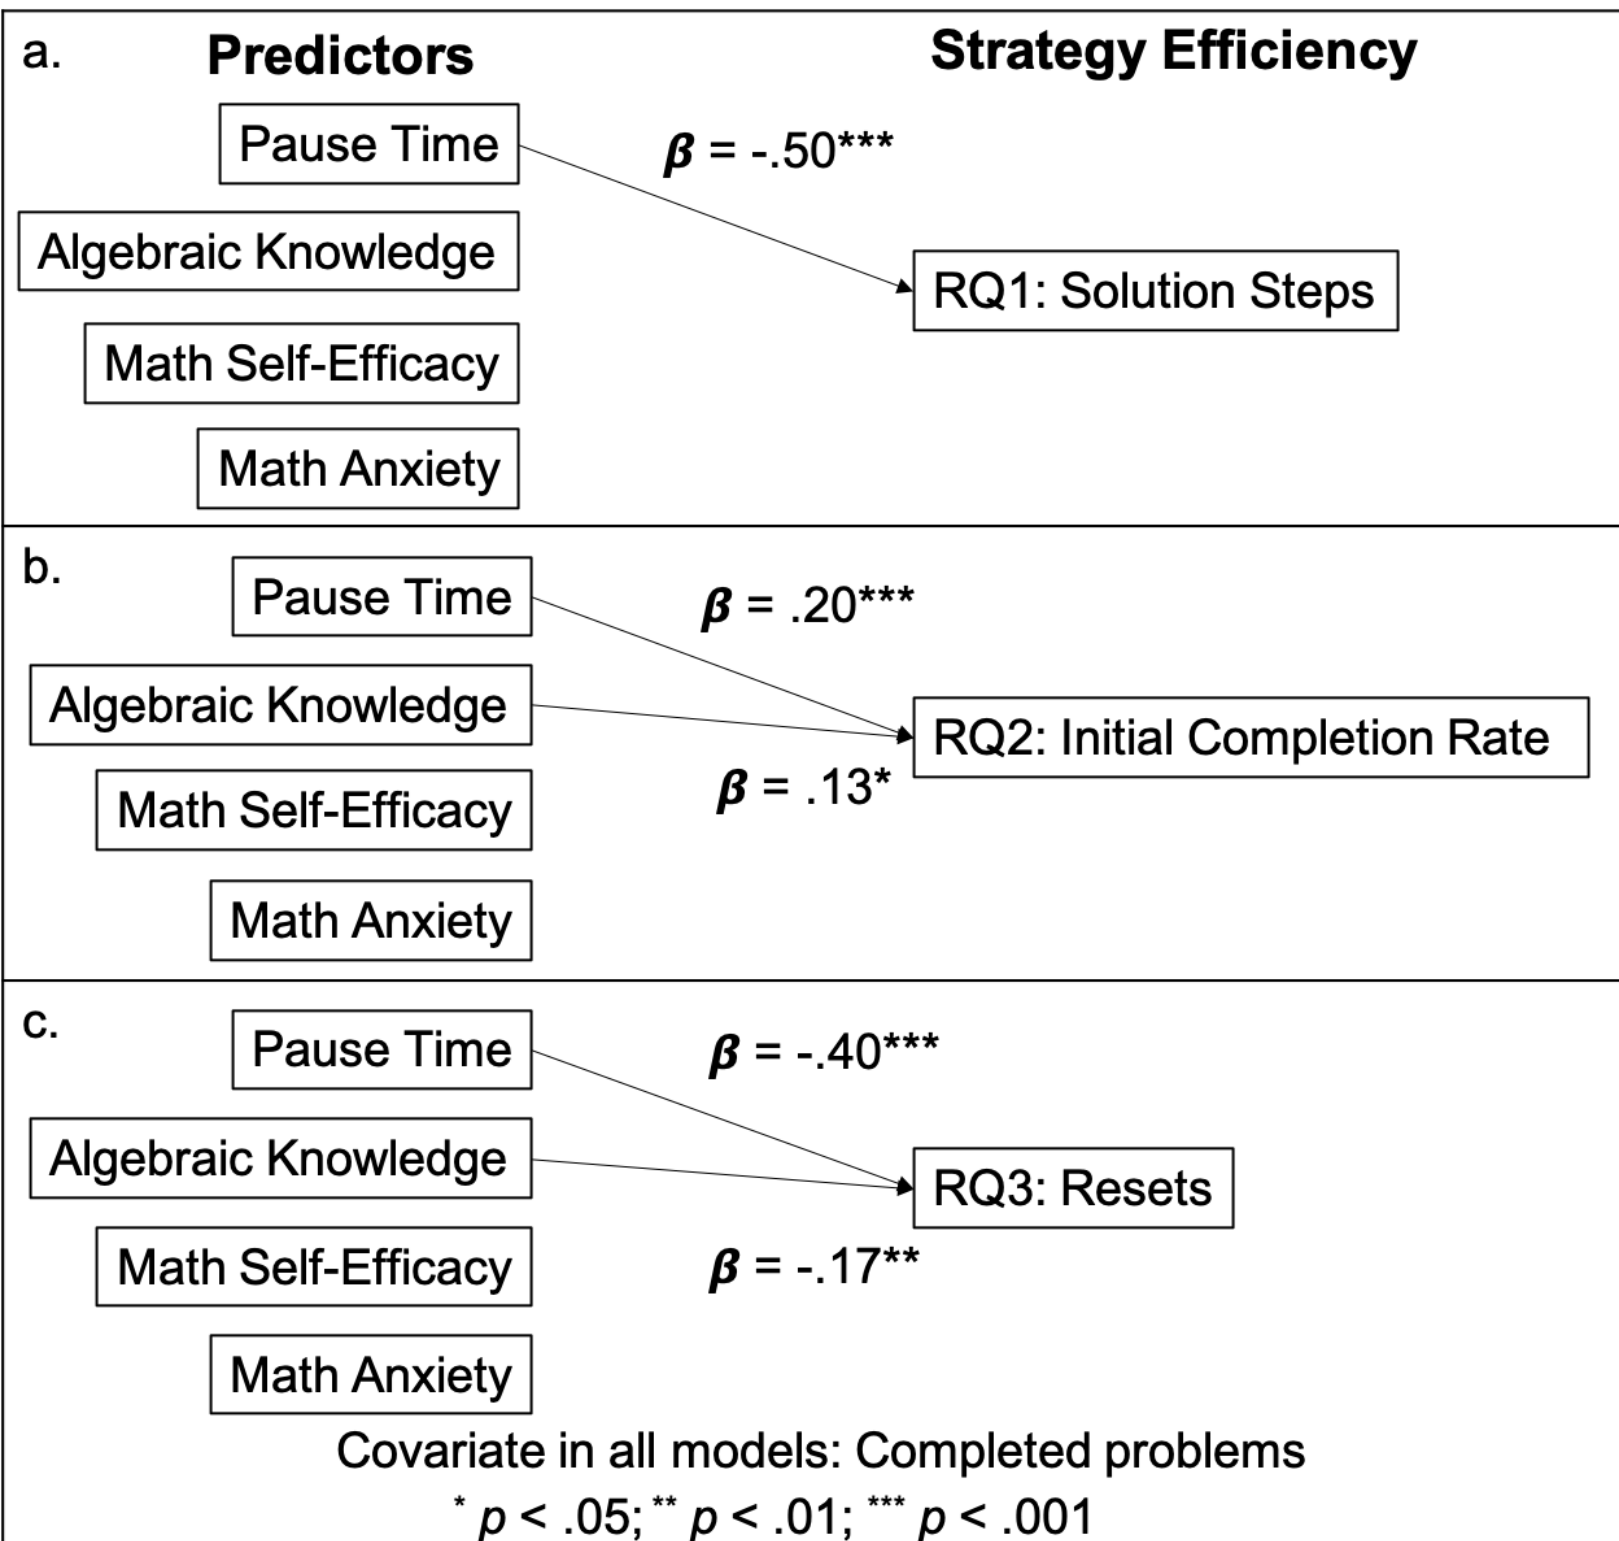 a.
Predictors
Strategy Efficiency
Pause Time
β = -.50***
Algebraic Knowledge
RQ1: Solution Steps
Math Self-Efficacy
Math Anxiety
b.
Pause Time
β = .20***
Algebraic Knowledge
RQ2: Initial Completion Rate
β = .13*
Math Self-Efficacy
Math Anxiety
c.
Pause Time
β = -.40***
Algebraic Knowledge
RQ3: Resets
Math Self-Efficacy
β = -.17**
Math Anxiety
Covariate in all models: Completed problems
* p < .05; ** p < .01; *** p < .001